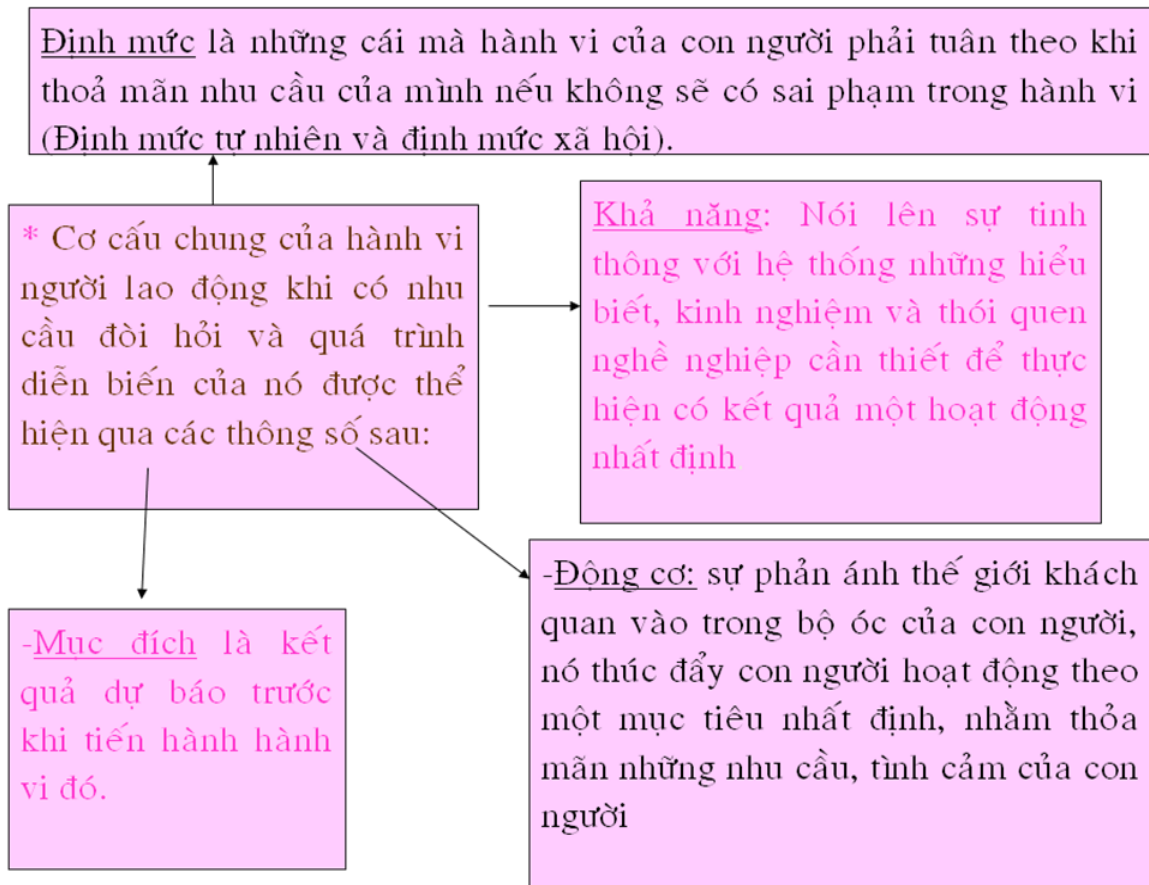 Định mức là những cái mà hành vi của con người phải tuân theo khi
thoả mãn nhu cầu của mình nếu không sẽ có sai phạm trong hành vi
(Định mức tự nhiên và định mức xã hội).
* Cơ cấu chung của hành vi
người lao động khi có nhu
cầu đòi hỏi và quá trình
diễn biến của nó được thể
hiện qua các thông số sau:
Khả năng: Nói lên sự tinh
thông với hệ thống những hiểu
biết, kinh nghiệm và thói quen
nghề nghiệp cần thiết để thực
hiện có kết quả một hoạt động
nhất định
-Mục đích là kết
quả dự báo trước
khi tiến hành hành
vi đó.
-Động cơ: sự phản ánh thế giới khách
quan vào trong bộ óc của con người,
nó thúc đẩy con người hoạt động theo
một mục tiêu nhất định, nhằm thỏa
mãn những nhu cầu, tình cảm của con
người